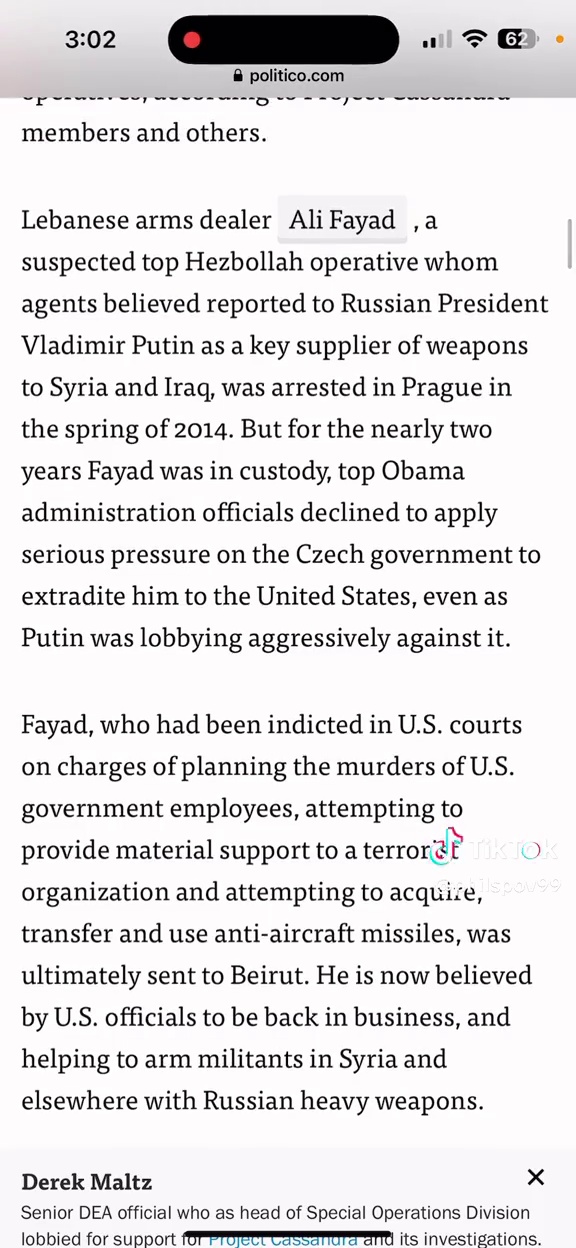 3:02
62
politico.com
operatives, according to Project Cassandra
members and others.
Lebanese arms dealer Ali Fayad , a
suspected top Hezbollah operative whom
agents believed reported to Russian President
Vladimir Putin as a key supplier of weapons
to Syria and Iraq, was arrested in Prague in
the spring of 2014. But for the nearly two
years Fayad was in custody, top Obama
administration officials declined to apply
serious pressure on the Czech government to
extradite him to the United States, even as
Putin was lobbying aggressively against it.
Fayad, who had been indicted in U.S. courts
on charges of planning the murders of U.S.
government employees, attempting to
provide material support to a terrorist
TikTok
organization and attempting to acquire,
transfer and use anti-aircraft missiles, was
ultimately sent to Beirut. He is now believed
by U.S. officials to be back in business, and
helping to arm militants in Syria and
elsewhere with Russian heavy weapons.
Derek Maltz
Senior DEA official who as head of Special Operations Division
lobbied for support for Project Cassandra and its investigations.